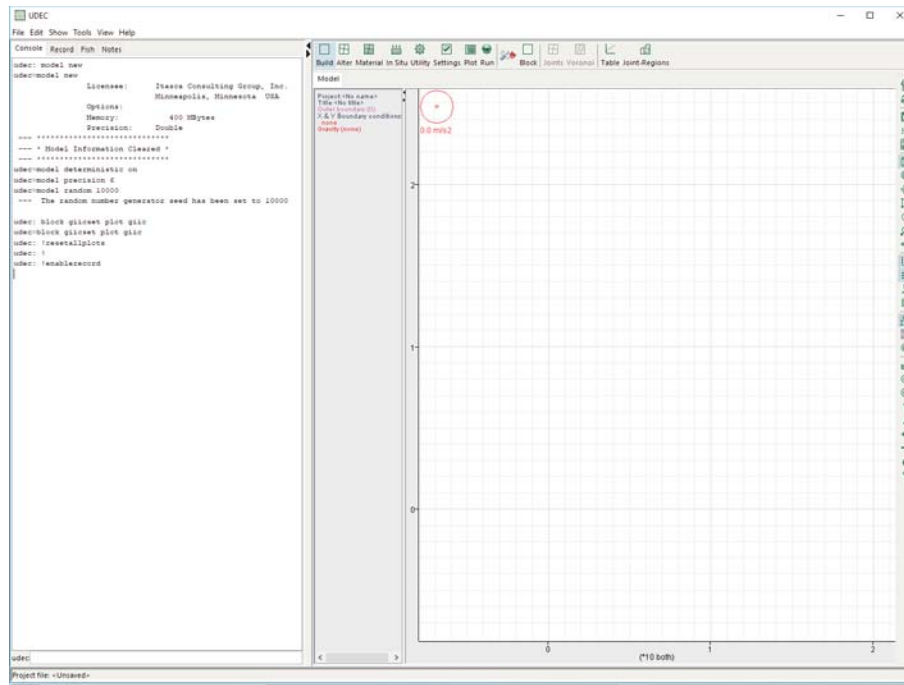 UDEC
File Edit Show Tools View Help
Console Record Fish Notes
udec: model new
udec>model new
Licensee: Itasca Consulting Group, Inc.
Minneapolis, Minnesota USA
Options:
Memory: 400 MBytes
Precision: Double
--- ******************************
--- * Model Information Cleared *
--- ******************************
udec>model deterministic on
udec>model precision 6
udec>model random 10000
--- The random number generator seed has been set to 10000
udec: block giicset plot giic
udec>block giicset plot giic
udec: !resetallplots
udec: !
udec: !enablerecord
udec:
Project file: <Unsaved>
Build Alter Material In Situ Utility Settings Plot Run Block Joints Voronoi Table Joint-Regions
Model
Project <No name>
Title <No title>
Outer boundary (0)
X & Y Boundary conditions:
none
Gravity (none)
0.0 m/s2
2
1
0
0 1 2
(*10 both)